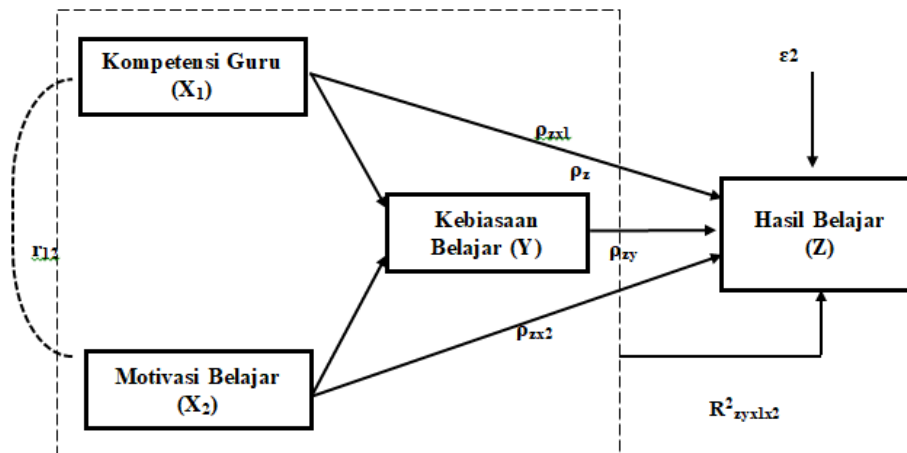 Kompetensi Guru
(X₁)
ε2
ρzx1
ρz
Kebiasaan
Belajar (Y)
Hasil Belajar
(Z)
r12
ρzy
ρzx2
Motivasi Belajar
(X₂)
R²zyx1x2